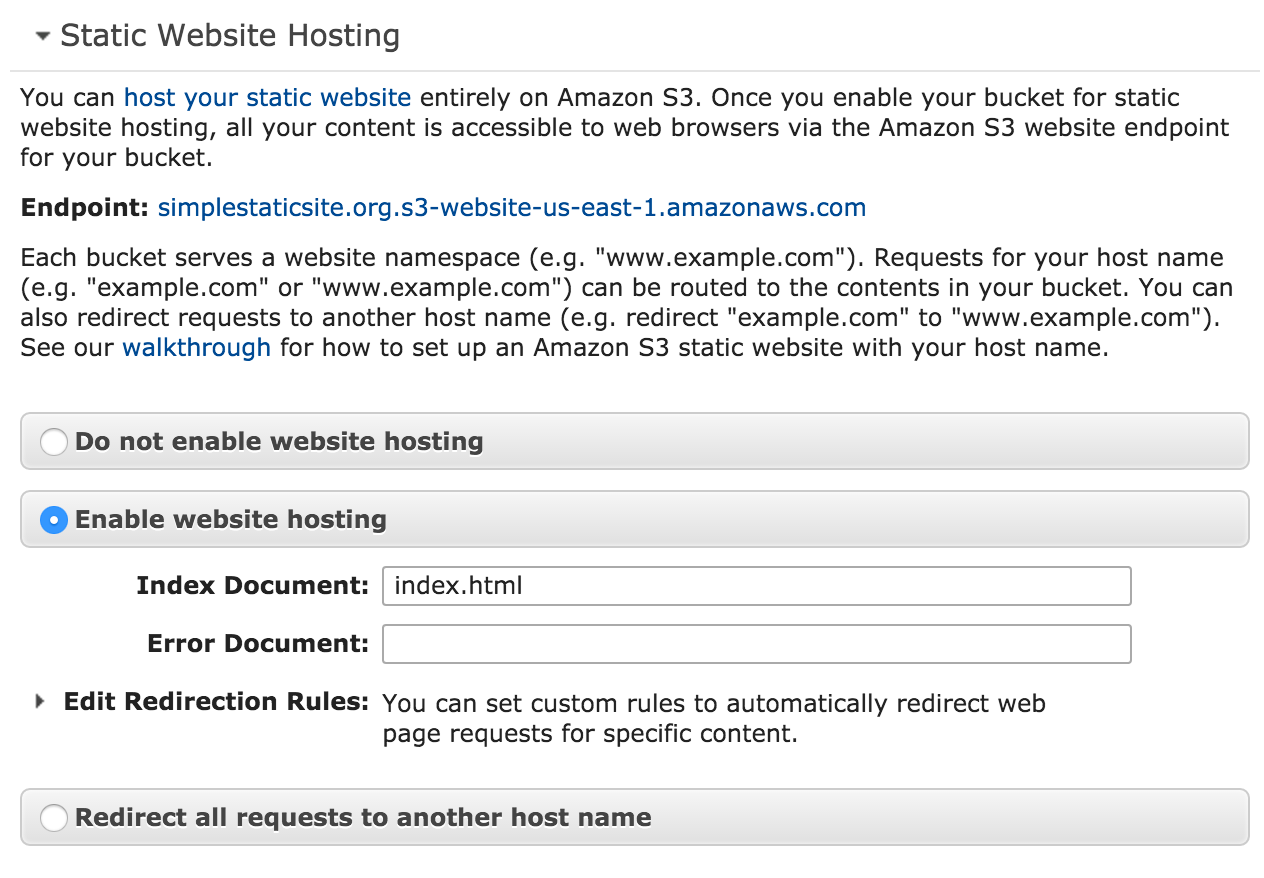 Static Website Hosting
You can host your static website entirely on Amazon S3. Once you enable your bucket for static
website hosting, all your content is accessible to web browsers via the Amazon S3 website endpoint
for your bucket.
Endpoint: simplestaticsite.org.s3-website-us-east-1.amazonaws.com
Each bucket serves a website namespace (e.g. "www.example.com"). Requests for your host name
(e.g. "example.com" or "www.example.com") can be routed to the contents in your bucket. You can
also redirect requests to another host name (e.g. redirect "example.com" to "www.example.com").
See our walkthrough for how to set up an Amazon S3 static website with your host name.
Do not enable website hosting
Enable website hosting
Index Document: index.html
Error Document:
Edit Redirection Rules: You can set custom rules to automatically redirect web
page requests for specific content.
Redirect all requests to another host name